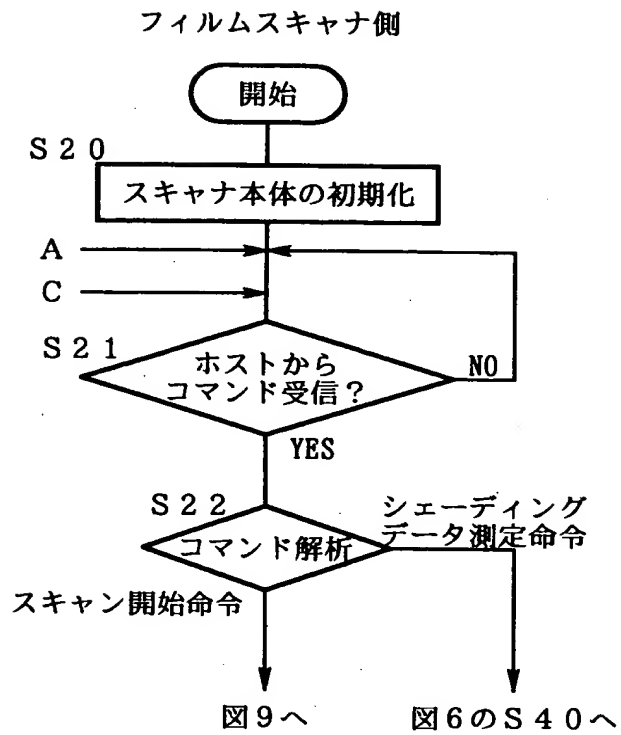 フィルムスキャナ側
開始
S20
スキャナ本体の初期化
A
C
S21
ホストから
コマンド受信?
NO
YES
S22
コマンド解析
シェーディング
データ測定命令
スキャン開始命令
図9へ
図6のS40へ